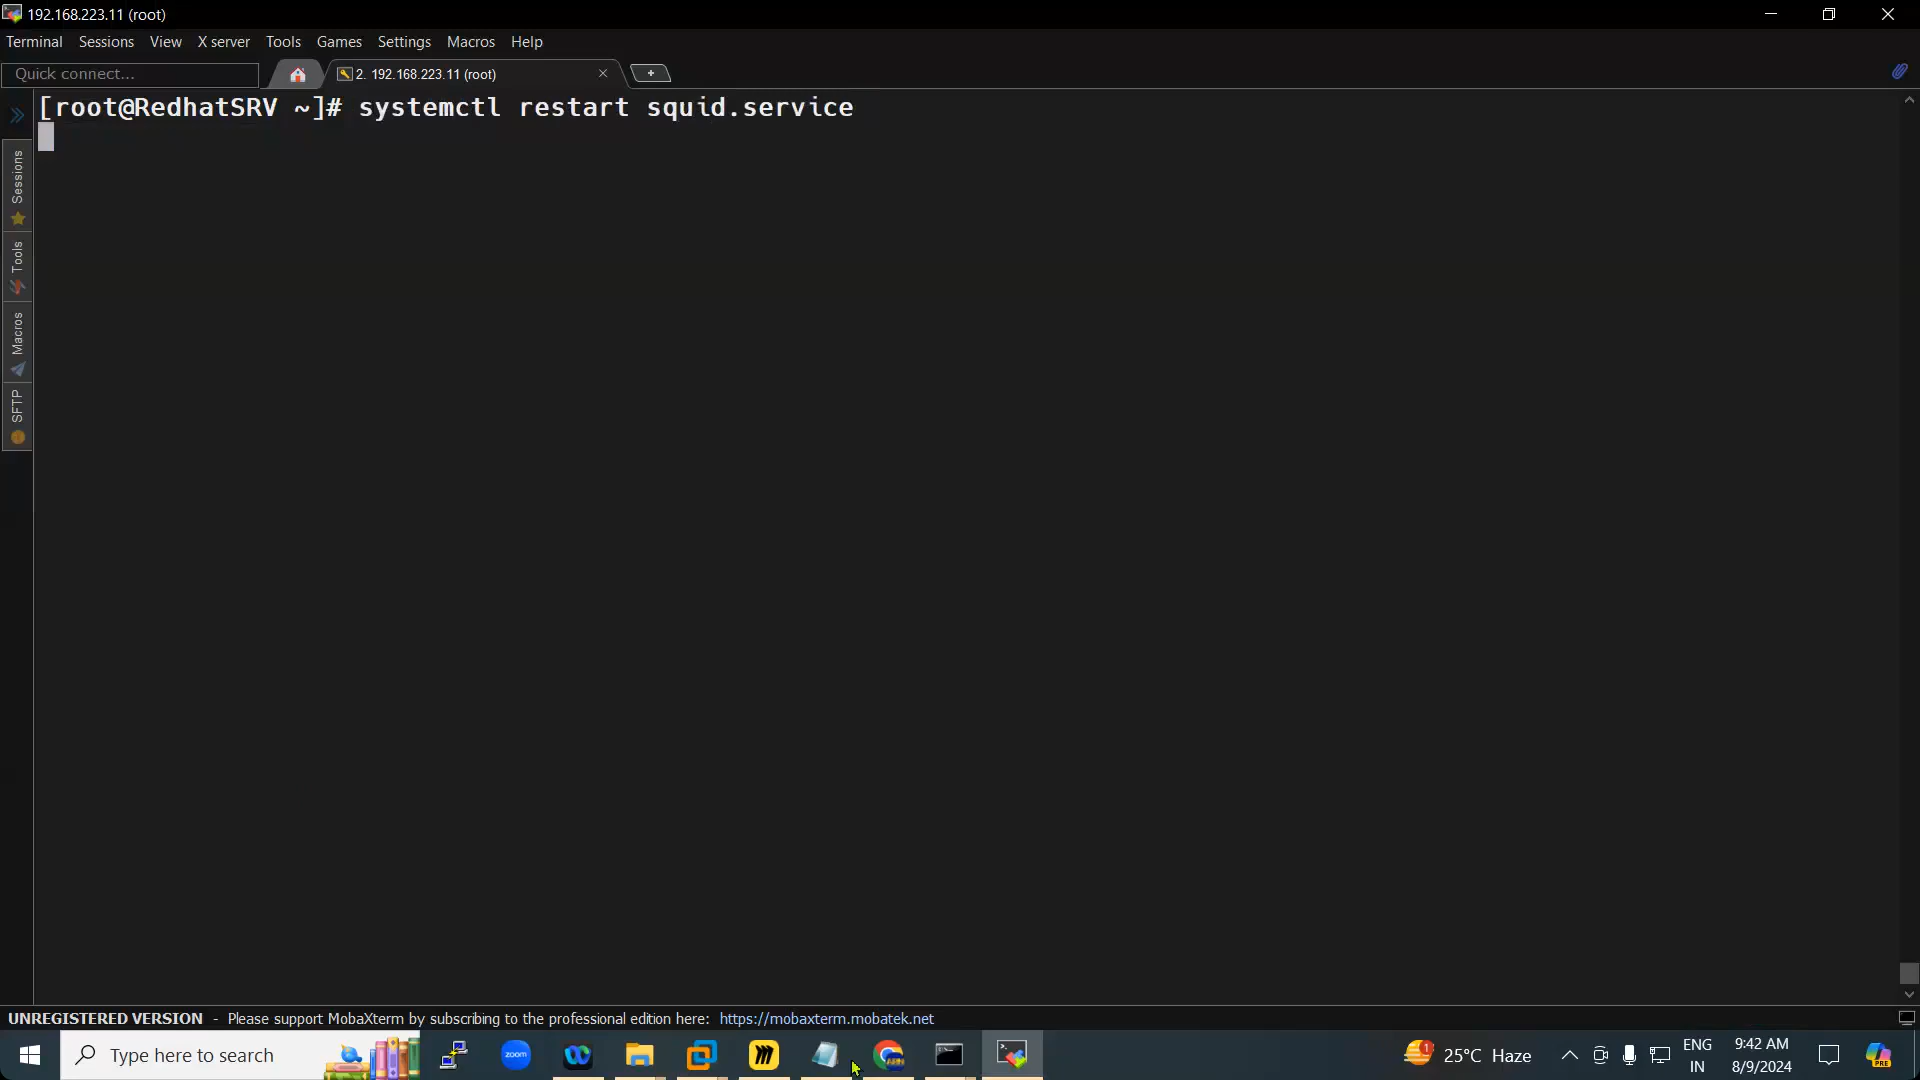 192.168.223.11 (root)
Terminal Sessions View X server Tools Games Settings Macros Help
Quick connect...
2. 192.168.223.11 (root)
[root@RedhatSRV ~]# systemctl restart squid.service
Sessions
Tools
Macros
SFTP
UNREGISTERED VERSION - Please support MobaXterm by subscribing to the professional edition here: https://mobaxterm.mobatek.net
Type here to search
zoom
1
25°C Haze
ENG
IN
9:42 AM
8/9/2024
PRE